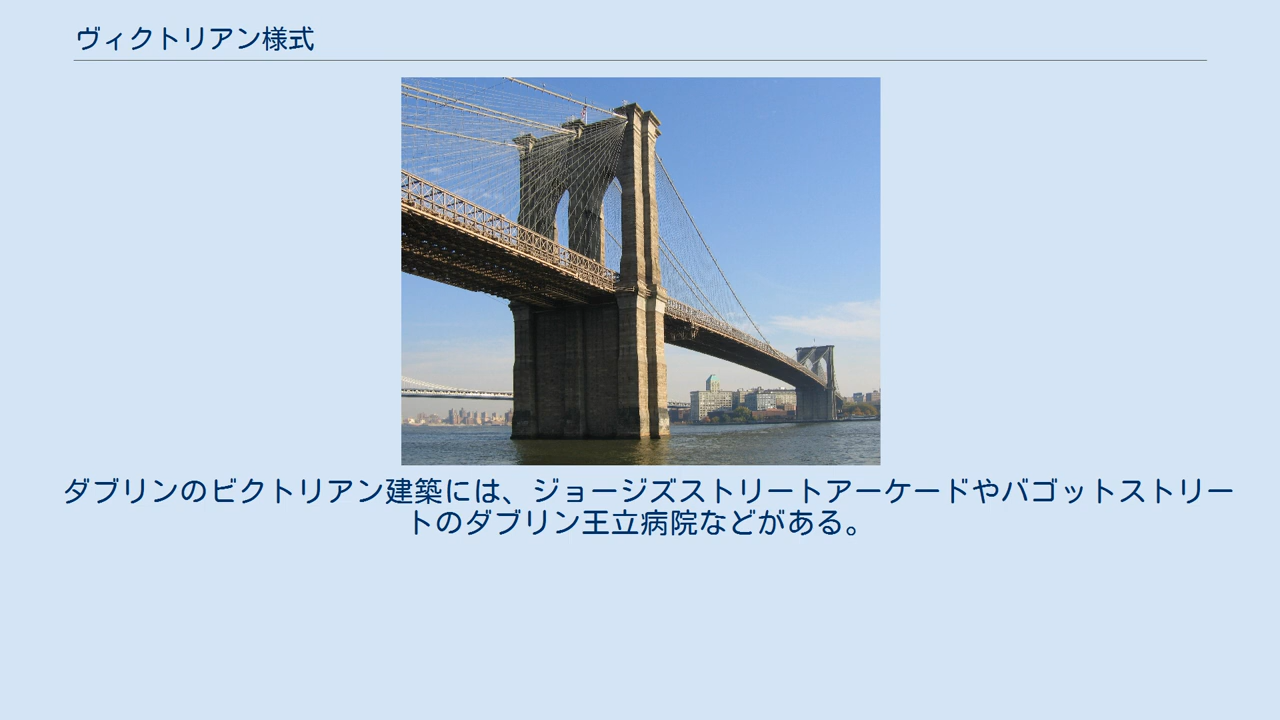 ヴィクトリアン様式
ダブリンのビクトリアン建築には、ジョージズストリートアーケードやバゴットストリー
トのダブリン王立病院などがある。